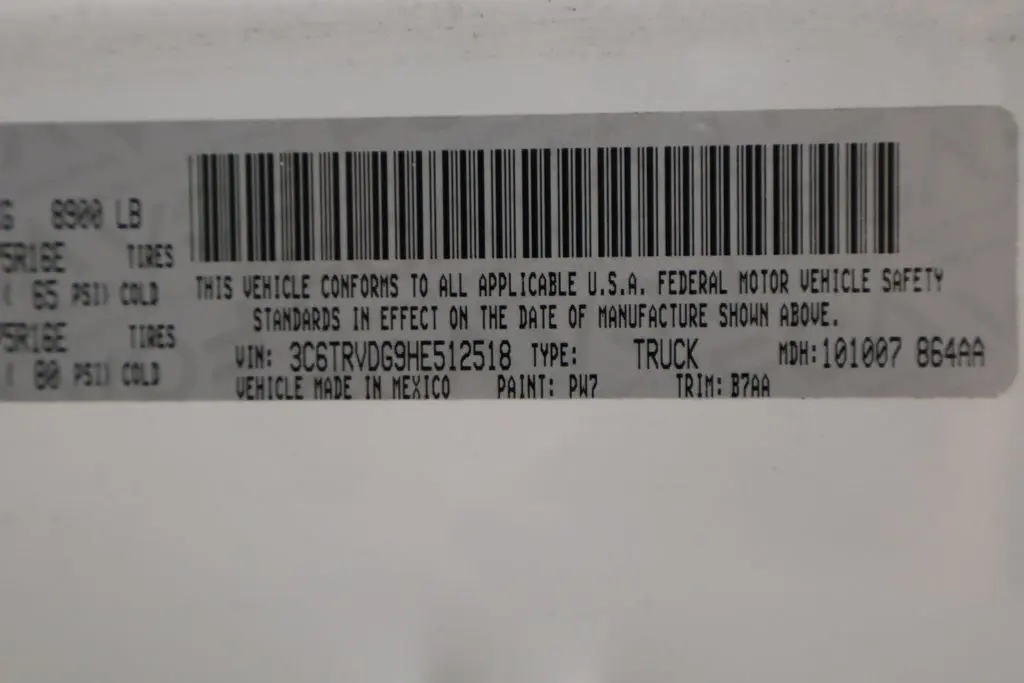 G 8900 LB
5R16E TIRES
( 65 PSI) COLD
5R16E TIRES
( 80 PSI) COLD
THIS VEHICLE CONFORMS TO ALL APPLICABLE U.S.A. FEDERAL MOTOR VEHICLE SAFETY
STANDARDS IN EFFECT ON THE DATE OF MANUFACTURE SHOWN ABOVE.
VIN: 3C6TRVDG9HE512518 TYPE: TRUCK MDH:101007 864AA
VEHICLE MADE IN MEXICO PAINT: PW7 TRIM: B7AA